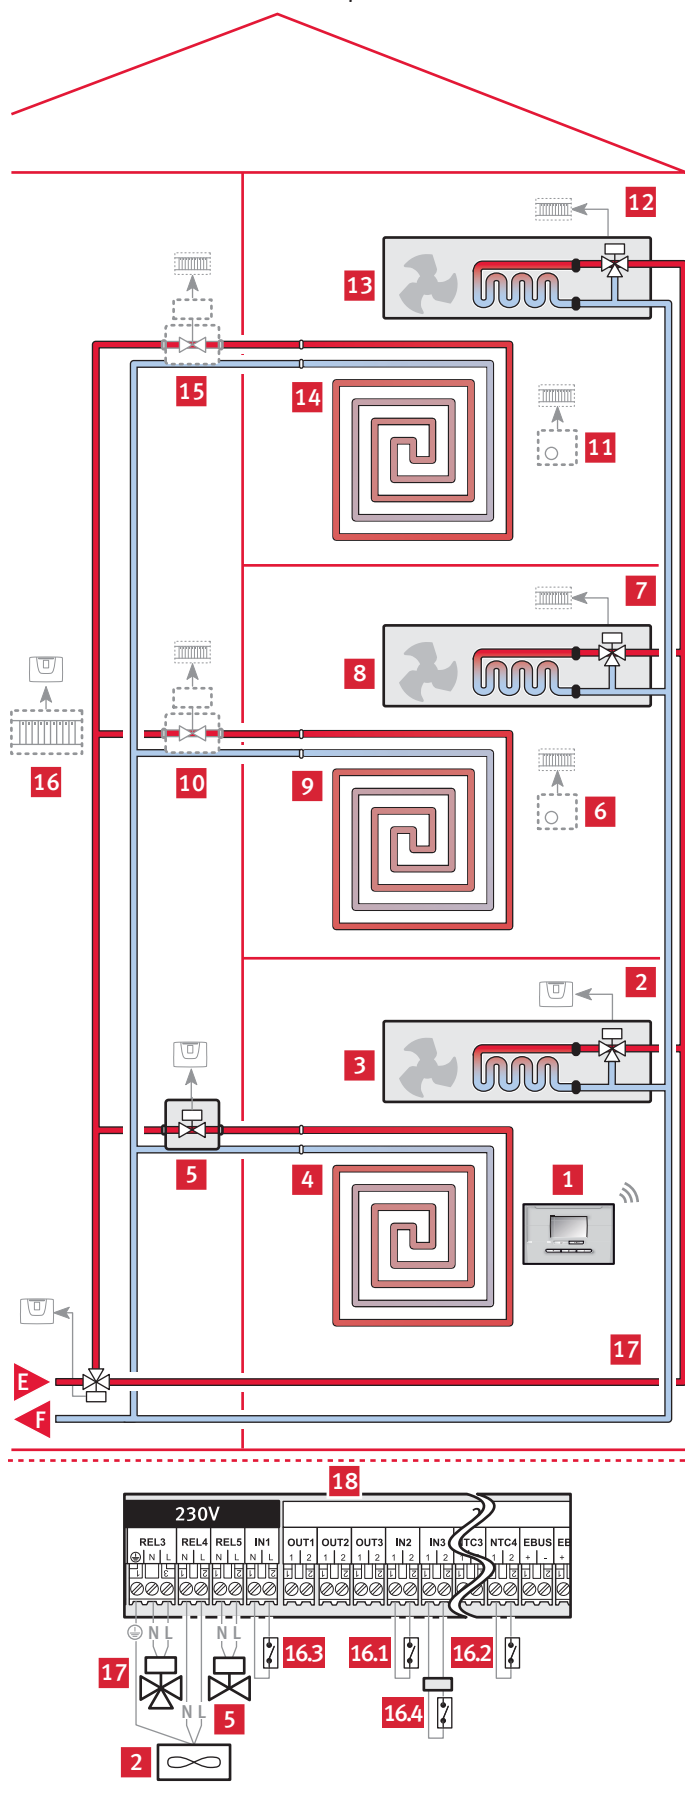 12
13
15
14
11
7
8
16
10
9
6
2
3
5
4
1
17
E
F
18
230V
REL3 REL4 REL5 IN1 OUT1 OUT2 OUT3 IN2 IN3 NTC4 EBUS
N L N L N L N L 1 2 1 2 1 2 1 2 1 2 1 2 1 2 + - +
N L N L
16.3 16.1 16.2
17
N L 5 16.4
2